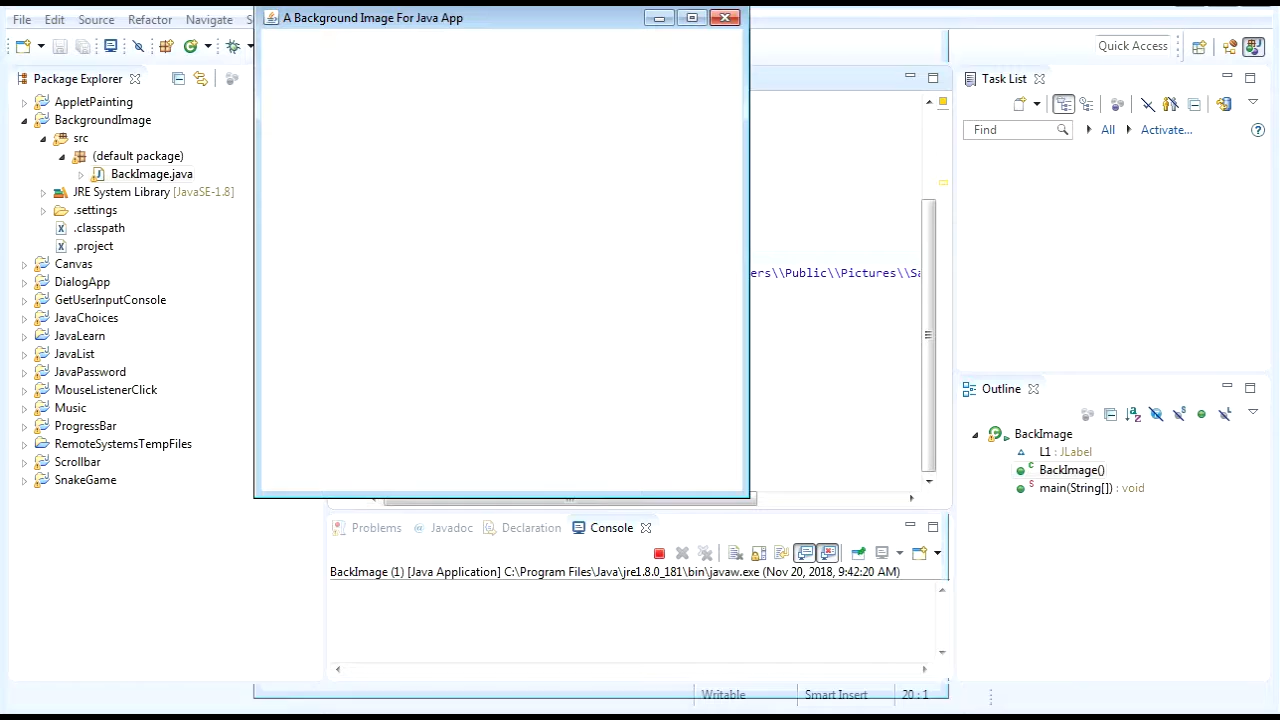 A Background Image For Java App
File Edit Source Refactor Navigate
Quick Access
Package Explorer
AppletPainting
BackgroundImage
src
(default package)
BackImage.java
JRE System Library [JavaSE-1.8]
.settings
.classpath
.project
Canvas
DialogApp
GetUserInputConsole
JavaChoices
JavaLearn
JavaList
JavaPassword
MouseListenerClick
Music
ProgressBar
RemoteSystemsTempFiles
Scrollbar
SnakeGame
ers\\Public\\Pictures\\Sa
Task List
Find All Activate...
Outline
BackImage
L1 : JLabel
BackImage()
main(String[]) : void
Problems @ Javadoc Declaration Console
BackImage (1) [Java Application] C:\Program Files\Java\jre1.8.0_181\bin\javaw.exe (Nov 20, 2018, 9:42:20 AM)
Writable Smart Insert 20 : 1